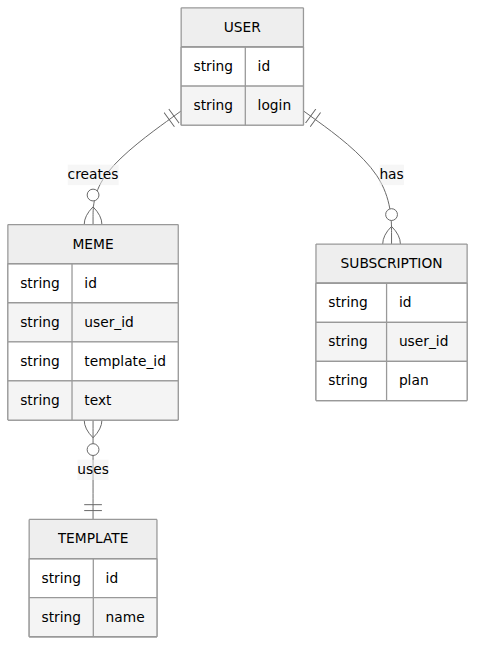 USER
string id
string login
creates
has
MEME
string id
string user_id
string template_id
string text
SUBSCRIPTION
string id
string user_id
string plan
uses
TEMPLATE
string id
string name